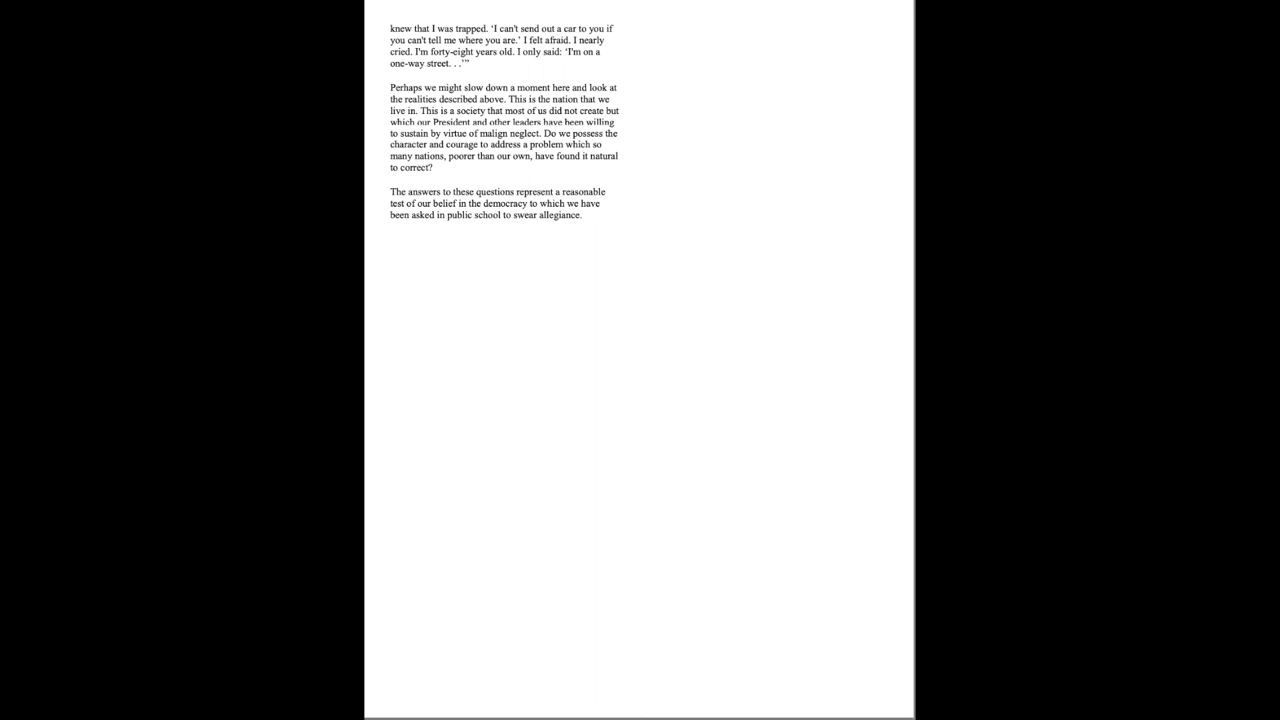 knew that I was trapped. ‘I can't send out a car to you if
you can't tell me where you are.’ I felt afraid. I nearly
cried. I'm forty-eight years old. I only said: ‘I'm on a
one-way street. . .’”
Perhaps we might slow down a moment here and look at
the realities described above. This is the nation that we
live in. This is a society that most of us did not create but
which our President and other leaders have been willing
to sustain by virtue of malign neglect. Do we possess the
character and courage to address a problem which so
many nations, poorer than our own, have found it natural
to correct?
The answers to these questions represent a reasonable
test of our belief in the democracy to which we have
been asked in public school to swear allegiance.